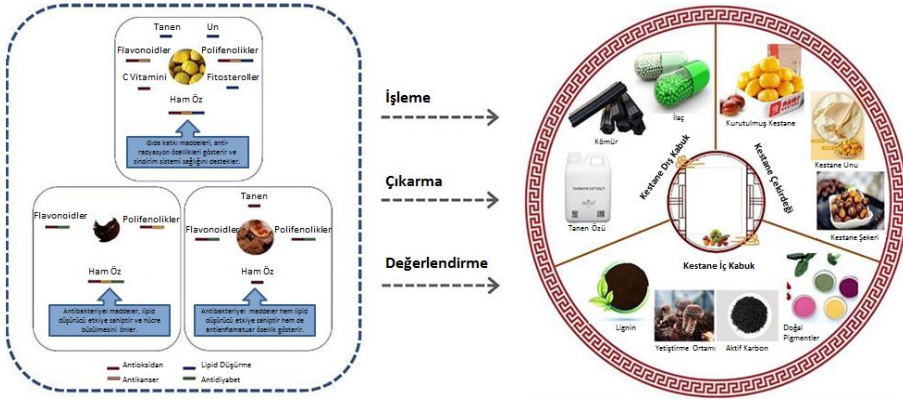 Tanen Un
Flavonoidler Polifenolikler
C Vitamini Fitosteroller
Ham Öz
Gıda katkı maddeleri, anti-
radyasyon özellikleri gösterir ve
sindirim sistemi sağlığını destekler.
Flavonoidler
Polifenolikler
Ham Öz
Antibakteriyel maddeler, lipid
düşürücü etkiye sahiptir ve hücre
büzülmesini önler.
Tanen
Flavonoidler Polifenolikler
Ham Öz
Antibakteriyel maddeler hem lipid
düşürücü etkiye sahiptir hem de
antienflamatuar özellik gösterir.
Antioksidan Lipid Düşürme
Antikanser Antidiyabet
İşleme
Çıkarma
Değerlendirme
Kestane Dış Kabuk
Kömür
İlaç
Tanen Özü
Kestane Çekirdeği
Kurutulmuş Kestane
Kestane Unu
Kestane Şekeri
Kestane İç Kabuk
Lignin
Yetiştirme Ortamı
Aktif Karbon
Doğal
Pigmentler